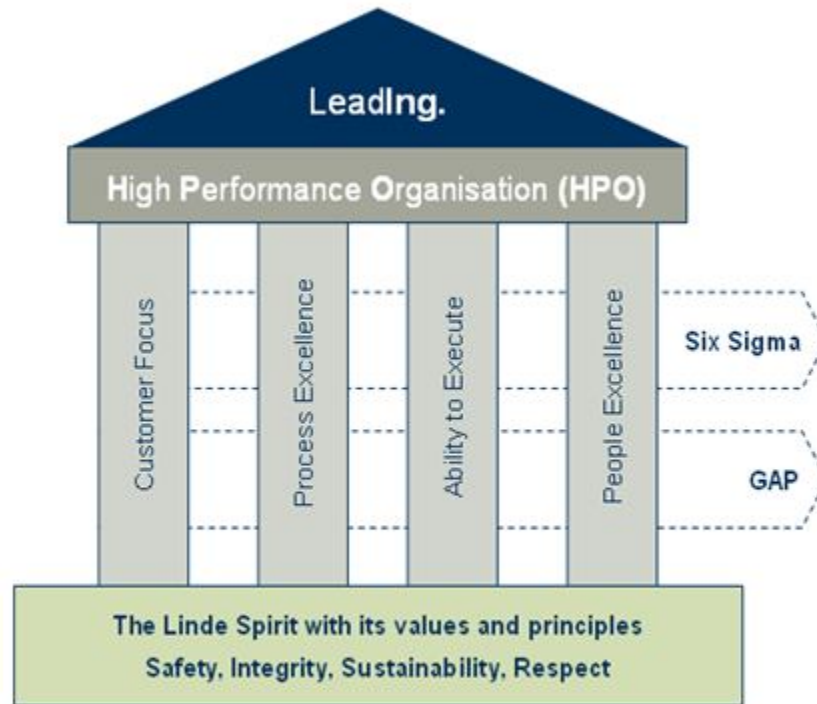 LeadIng.
High Performance Organisation (HPO)
Customer Focus
Process Excellence
Ability to Execute
People Excellence
Six Sigma
GAP
The Linde Spirit with its values and principles
Safety, Integrity, Sustainability, Respect